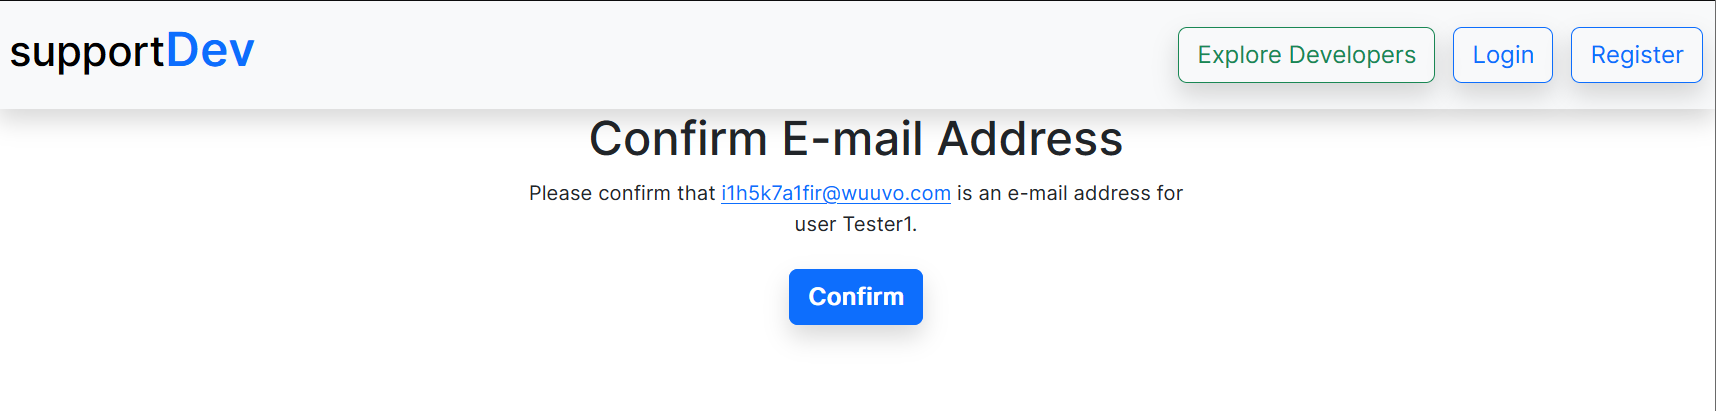 supportDev
Explore Developers
Login
Register
Confirm E-mail Address
Please confirm that i1h5k7a1fir@wuuvo.com is an e-mail address for
user Tester1.
Confirm